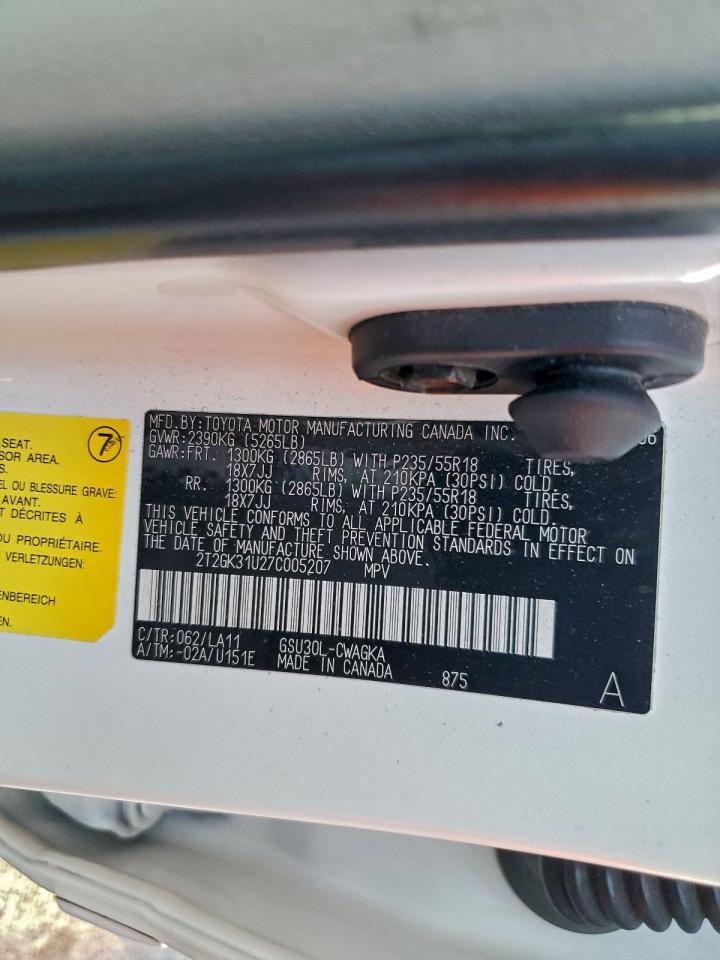 SEAT.
SOR AREA.
EL OU BLESSURE GRAVE:
AVANT.
T DÉCRITES À
U PROPRIÉTAIRE.
VERLETZUNGEN:
ENBEREICH
EN.
7
MFD.BY:TOYOTA MOTOR MANUFACTURING CANADA INC. 06
GVWR:2390KG (5265LB)
GAWR:FRT. 1300KG (2865LB) WITH P235/55R18 TIRES,
18X7JJ RIMS, AT 210KPA (30PSI) COLD.
RR. 1300KG (2865LB) WITH P235/55R18 TIRES,
18X7JJ RIMS, AT 210KPA (30PSI) COLD.
THIS VEHICLE CONFORMS TO ALL APPLICABLE FEDERAL MOTOR
VEHICLE SAFETY AND THEFT PREVENTION STANDARDS IN EFFECT ON
THE DATE OF MANUFACTURE SHOWN ABOVE.
2T2GK31U27C005207 MPV
C/TR:062/LA11 GSU30L-CWAGKA
A/TM:-02A/U151E MADE IN CANADA 875 A